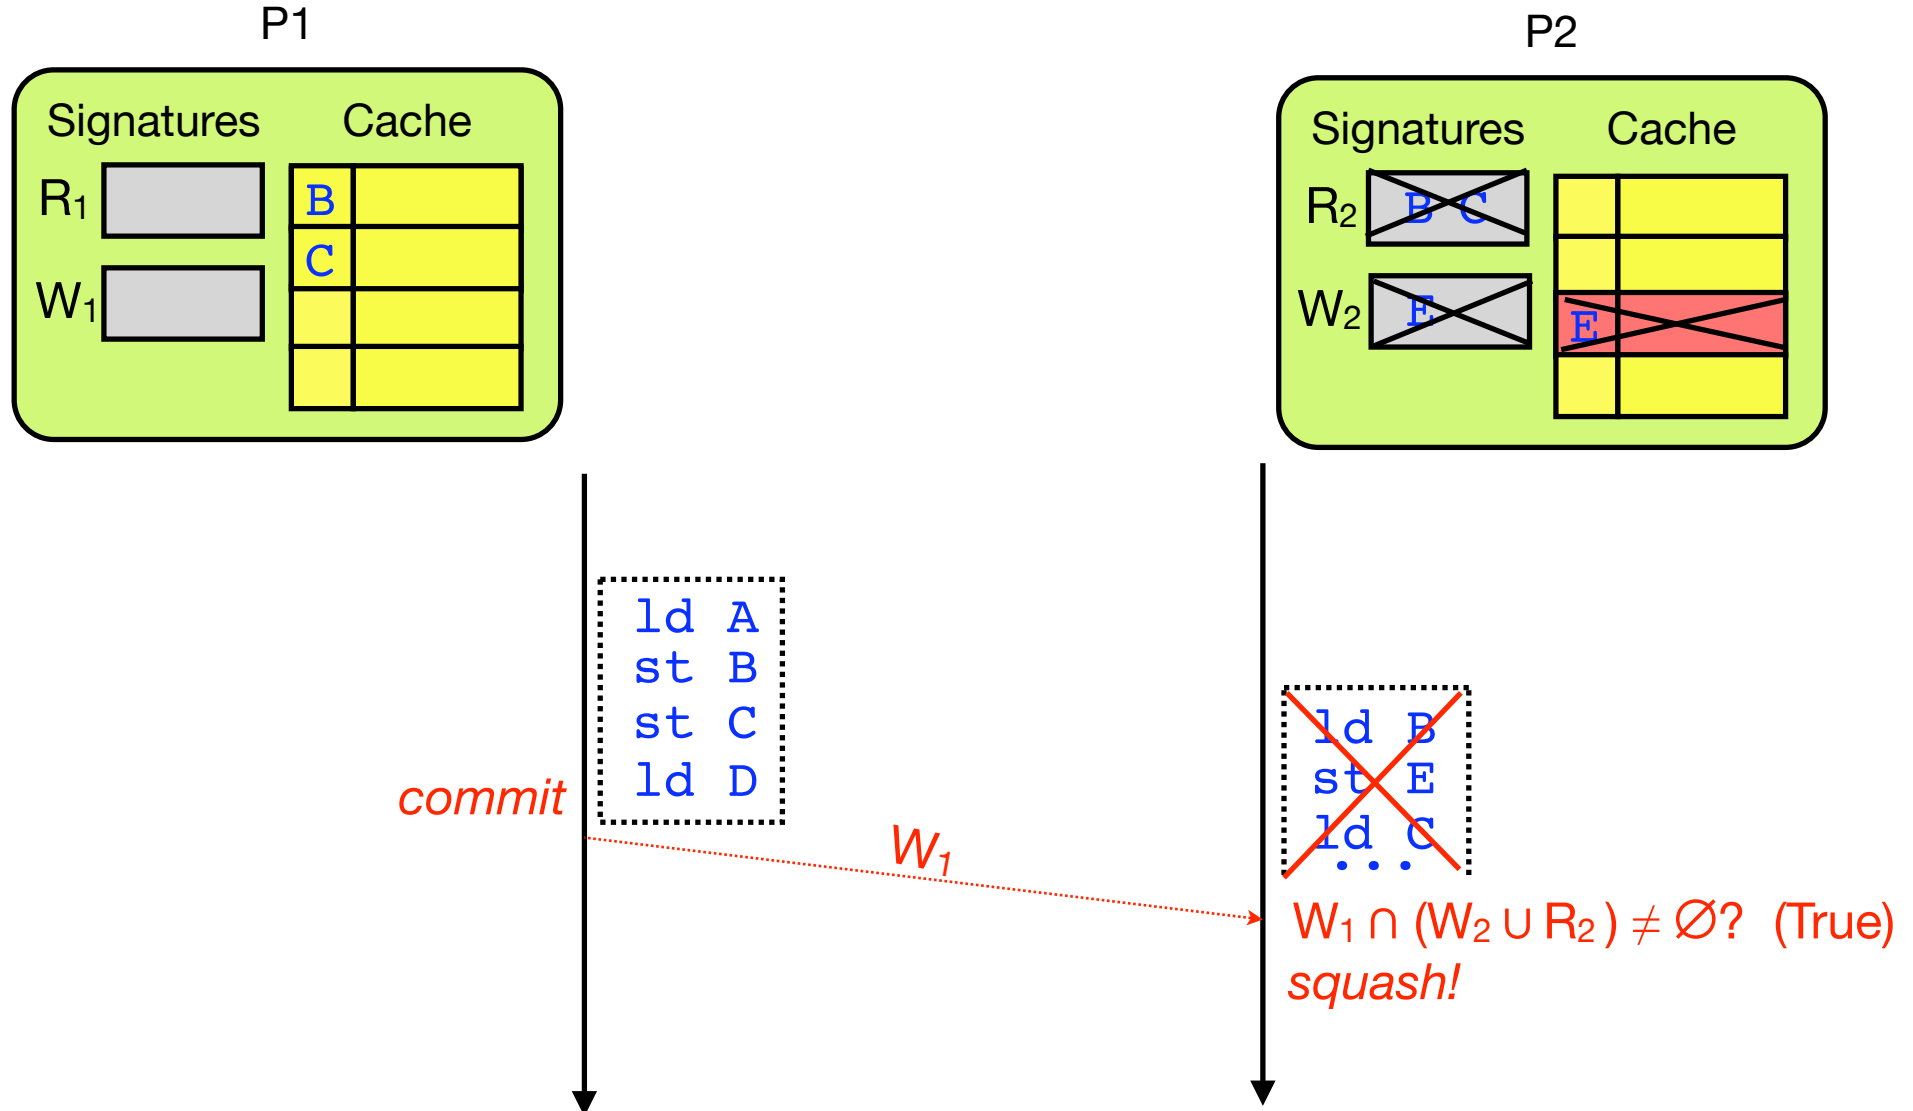 P1
Signatures Cache
R₁
B
C
W₁
P2
Signatures Cache
R₂ B C
W₂ E
E
ld A
st B
st C
ld D
commit
W₁
ld B
st E
ld C
...
W₁ ∩ (W₂ ∪ R₂) ≠ ∅? (True)
squash!